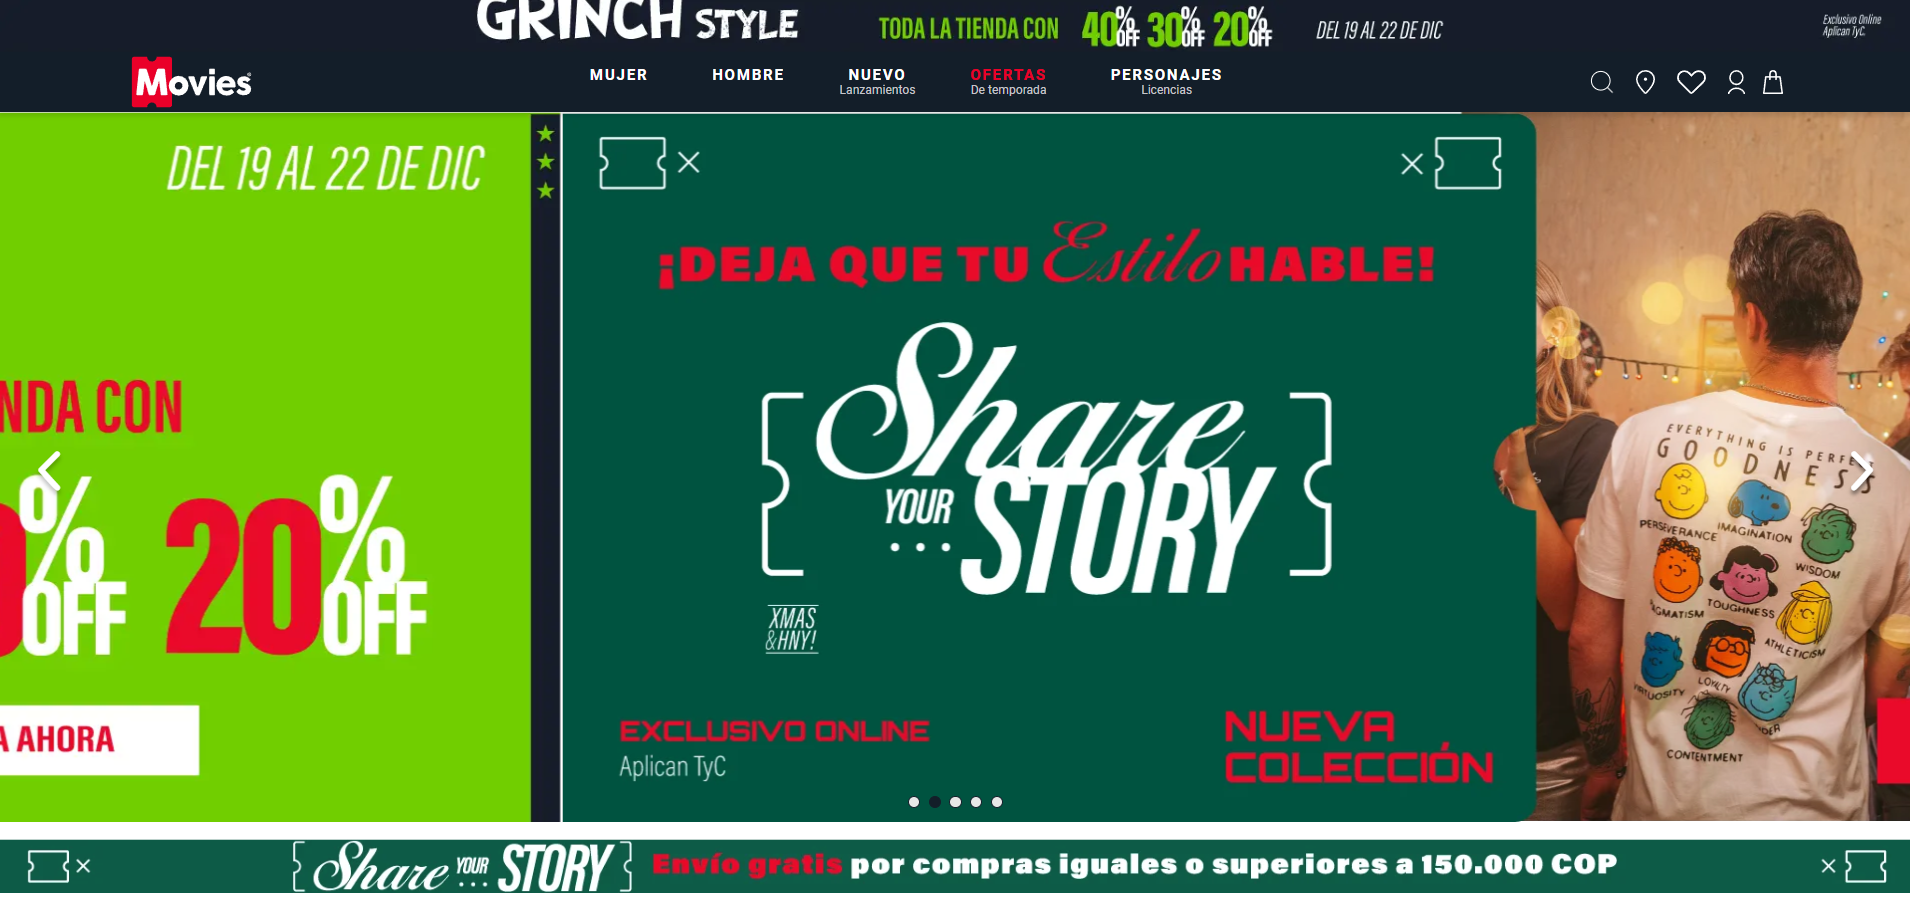 GRINCH STYLE
TODA LA TIENDA CON
40% OFF 30% OFF 20% OFF
DEL 19 AL 22 DE DIC
Exclusivo Online
Aplican TyC.
Movies
MUJER
HOMBRE
NUEVO
Lanzamientos
OFERTAS
De temporada
PERSONAJES
Licencias
DEL 19 AL 22 DE DIC
NDA CON
% OFF 20% OFF
A AHORA
¡DEJA QUE TU Estilo HABLE!
Share
YOUR STORY
XMAS
&HNY!
EXCLUSIVO ONLINE
Aplican TyC
NUEVA
COLECCIÓN
EVERYTHING IS PERFE
GOODNESS
PERSEVERANCE
IMAGINATION
WISDOM
AGMATISM
TOUGHNESS
ATHLETICISM
VIRTUOSITY
LOYALTY
DER
CONTENTMENT
Share YOUR STORY
Envío gratis por compras iguales o superiores a 150.000 COP